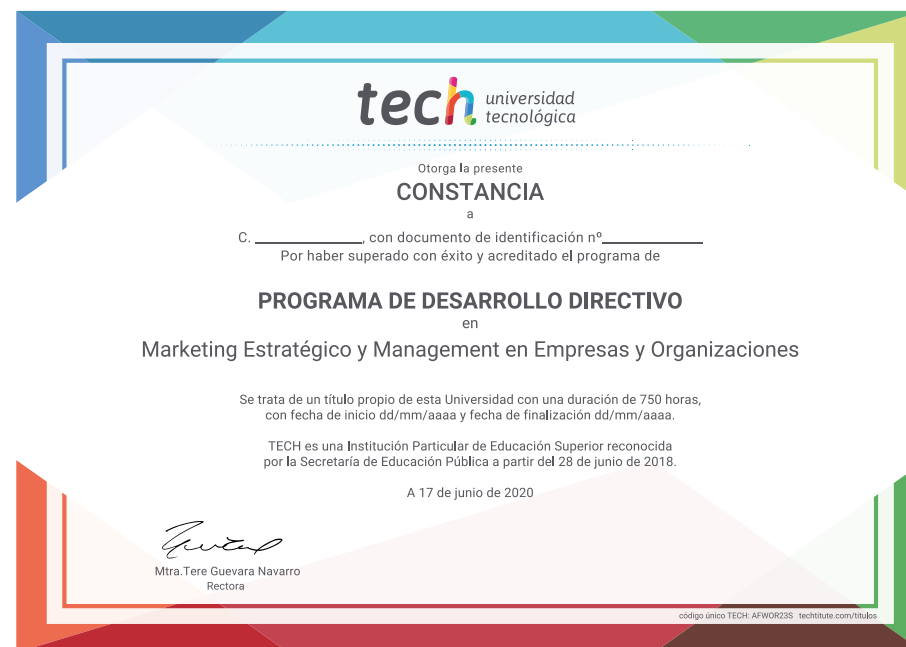 tech universidad
tecnológica
Otorga la presente
CONSTANCIA
a
C. ______________, con documento de identificación nº_____________
Por haber superado con éxito y acreditado el programa de
PROGRAMA DE DESARROLLO DIRECTIVO
en
Marketing Estratégico y Management en Empresas y Organizaciones
Se trata de un título propio de esta Universidad con una duración de 750 horas,
con fecha de inicio dd/mm/aaaa y fecha de finalización dd/mm/aaaa.
TECH es una Institución Particular de Educación Superior reconocida
por la Secretaría de Educación Pública a partir del 28 de junio de 2018.
A 17 de junio de 2020
Mtra.Tere Guevara Navarro
Rectora
código único TECH: AFWOR23S techtitute.com/titulos